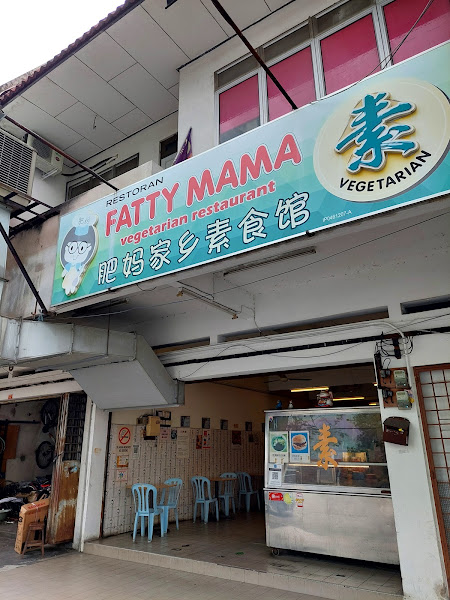 RESTORAN
FATTY MAMA
vegetarian restaurant
肥妈家乡素食馆
素
VEGETARIAN
素